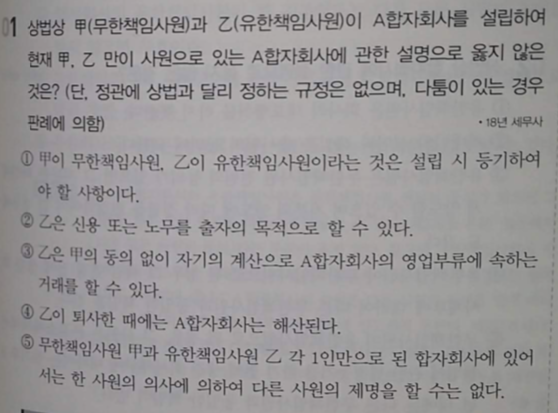 01 상법상 甲(무한책임사원)과 乙(유한책임사원)이 A합자회사를 설립하여
현재 甲, 乙 만이 사원으로 있는 A합자회사에 관한 설명으로 옳지 않은
것은? (단, 정관에 상법과 달리 정하는 규정은 없으며, 다툼이 있는 경우
판례에 의함) • 18년 세무사
① 甲이 무한책임사원, 乙이 유한책임사원이라는 것은 설립 시 등기하여
야 할 사항이다.
② 乙은 신용 또는 노무를 출자의 목적으로 할 수 있다.
③ 乙은 甲의 동의 없이 자기의 계산으로 A합자회사의 영업부류에 속하는
거래를 할 수 있다.
④ 乙이 퇴사한 때에는 A합자회사는 해산된다.
⑤ 무한책임사원 甲과 유한책임사원 乙 각 1인만으로 된 합자회사에 있어
서는 한 사원의 의사에 의하여 다른 사원의 제명을 할 수는 없다.